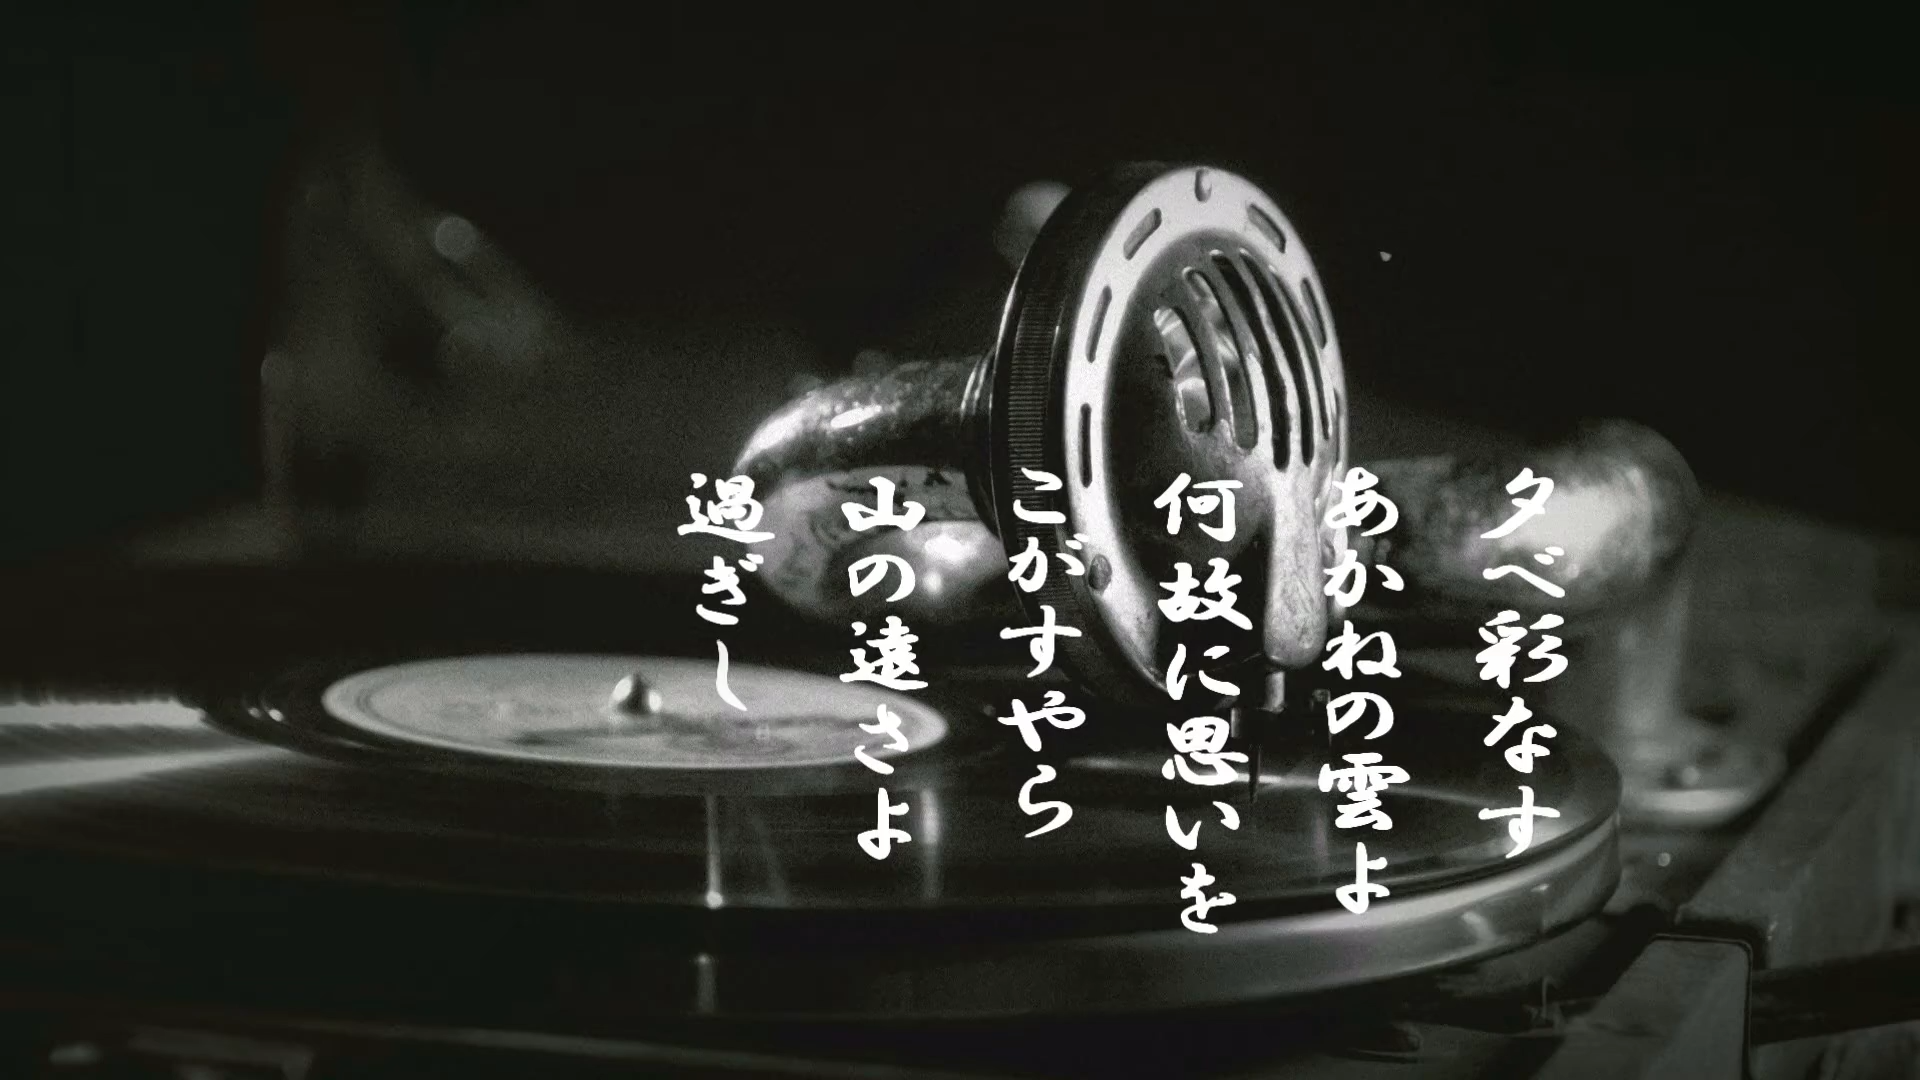 夕べ彩なす
あかねの雲よ
何故に思いを
こがすやら
山の遠さよ
過ぎし